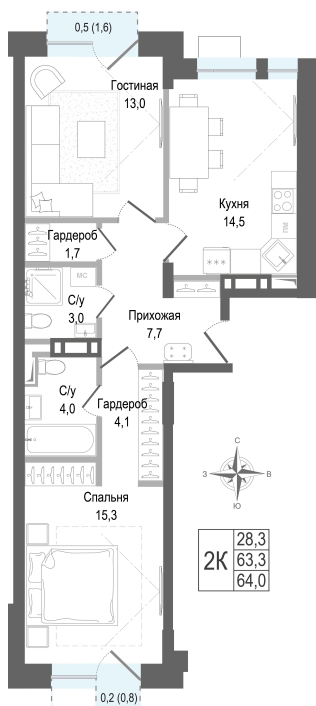 0,5 (1,6)
Гостиная
13,0
Кухня
14,5
ПМ
Гардероб
1,7
МС
С/у
3,0
Прихожая
7,7
С/у
4,0
Гардероб
4,1
Спальня
15,3
С
З
В
Ю
2К
28,3
63,3
64,0
0,2 (0,8)